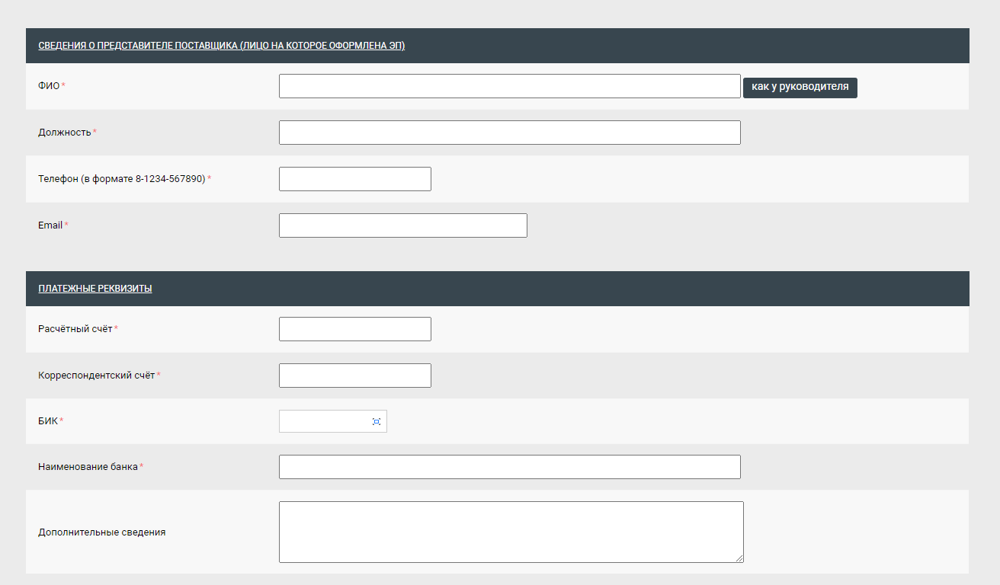 СВЕДЕНИЯ О ПРЕДСТАВИТЕЛЕ ПОСТАВЩИКА (ЛИЦО НА КОТОРОЕ ОФОРМЛЕНА ЭП)
ФИО * как у руководителя
Должность *
Телефон (в формате 8-1234-567890) *
Email *
ПЛАТЕЖНЫЕ РЕКВИЗИТЫ
Расчётный счёт *
Корреспондентский счёт *
БИК *
Наименование банка *
Дополнительные сведения